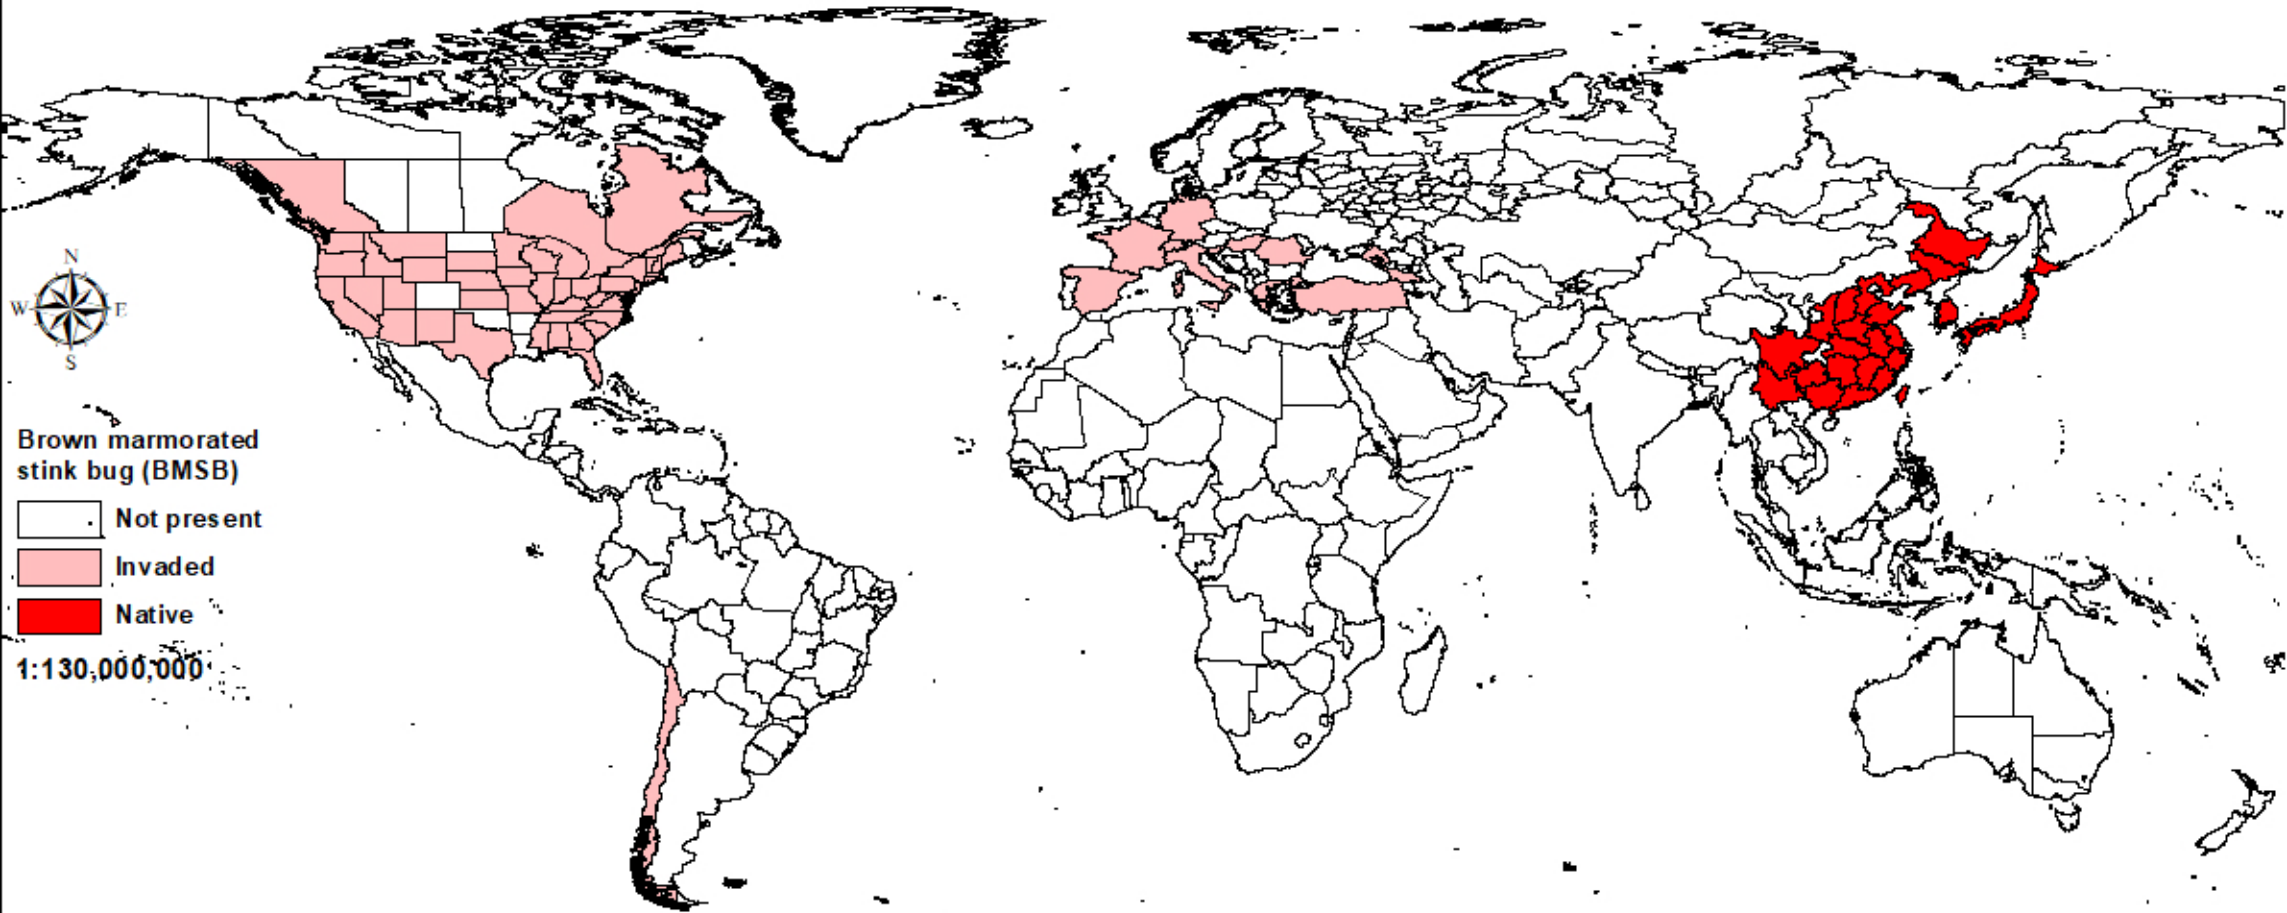 N
W E
S
Brown marmorated
stink bug (BMSB)
Not present
Invaded
Native
1:130,000,000